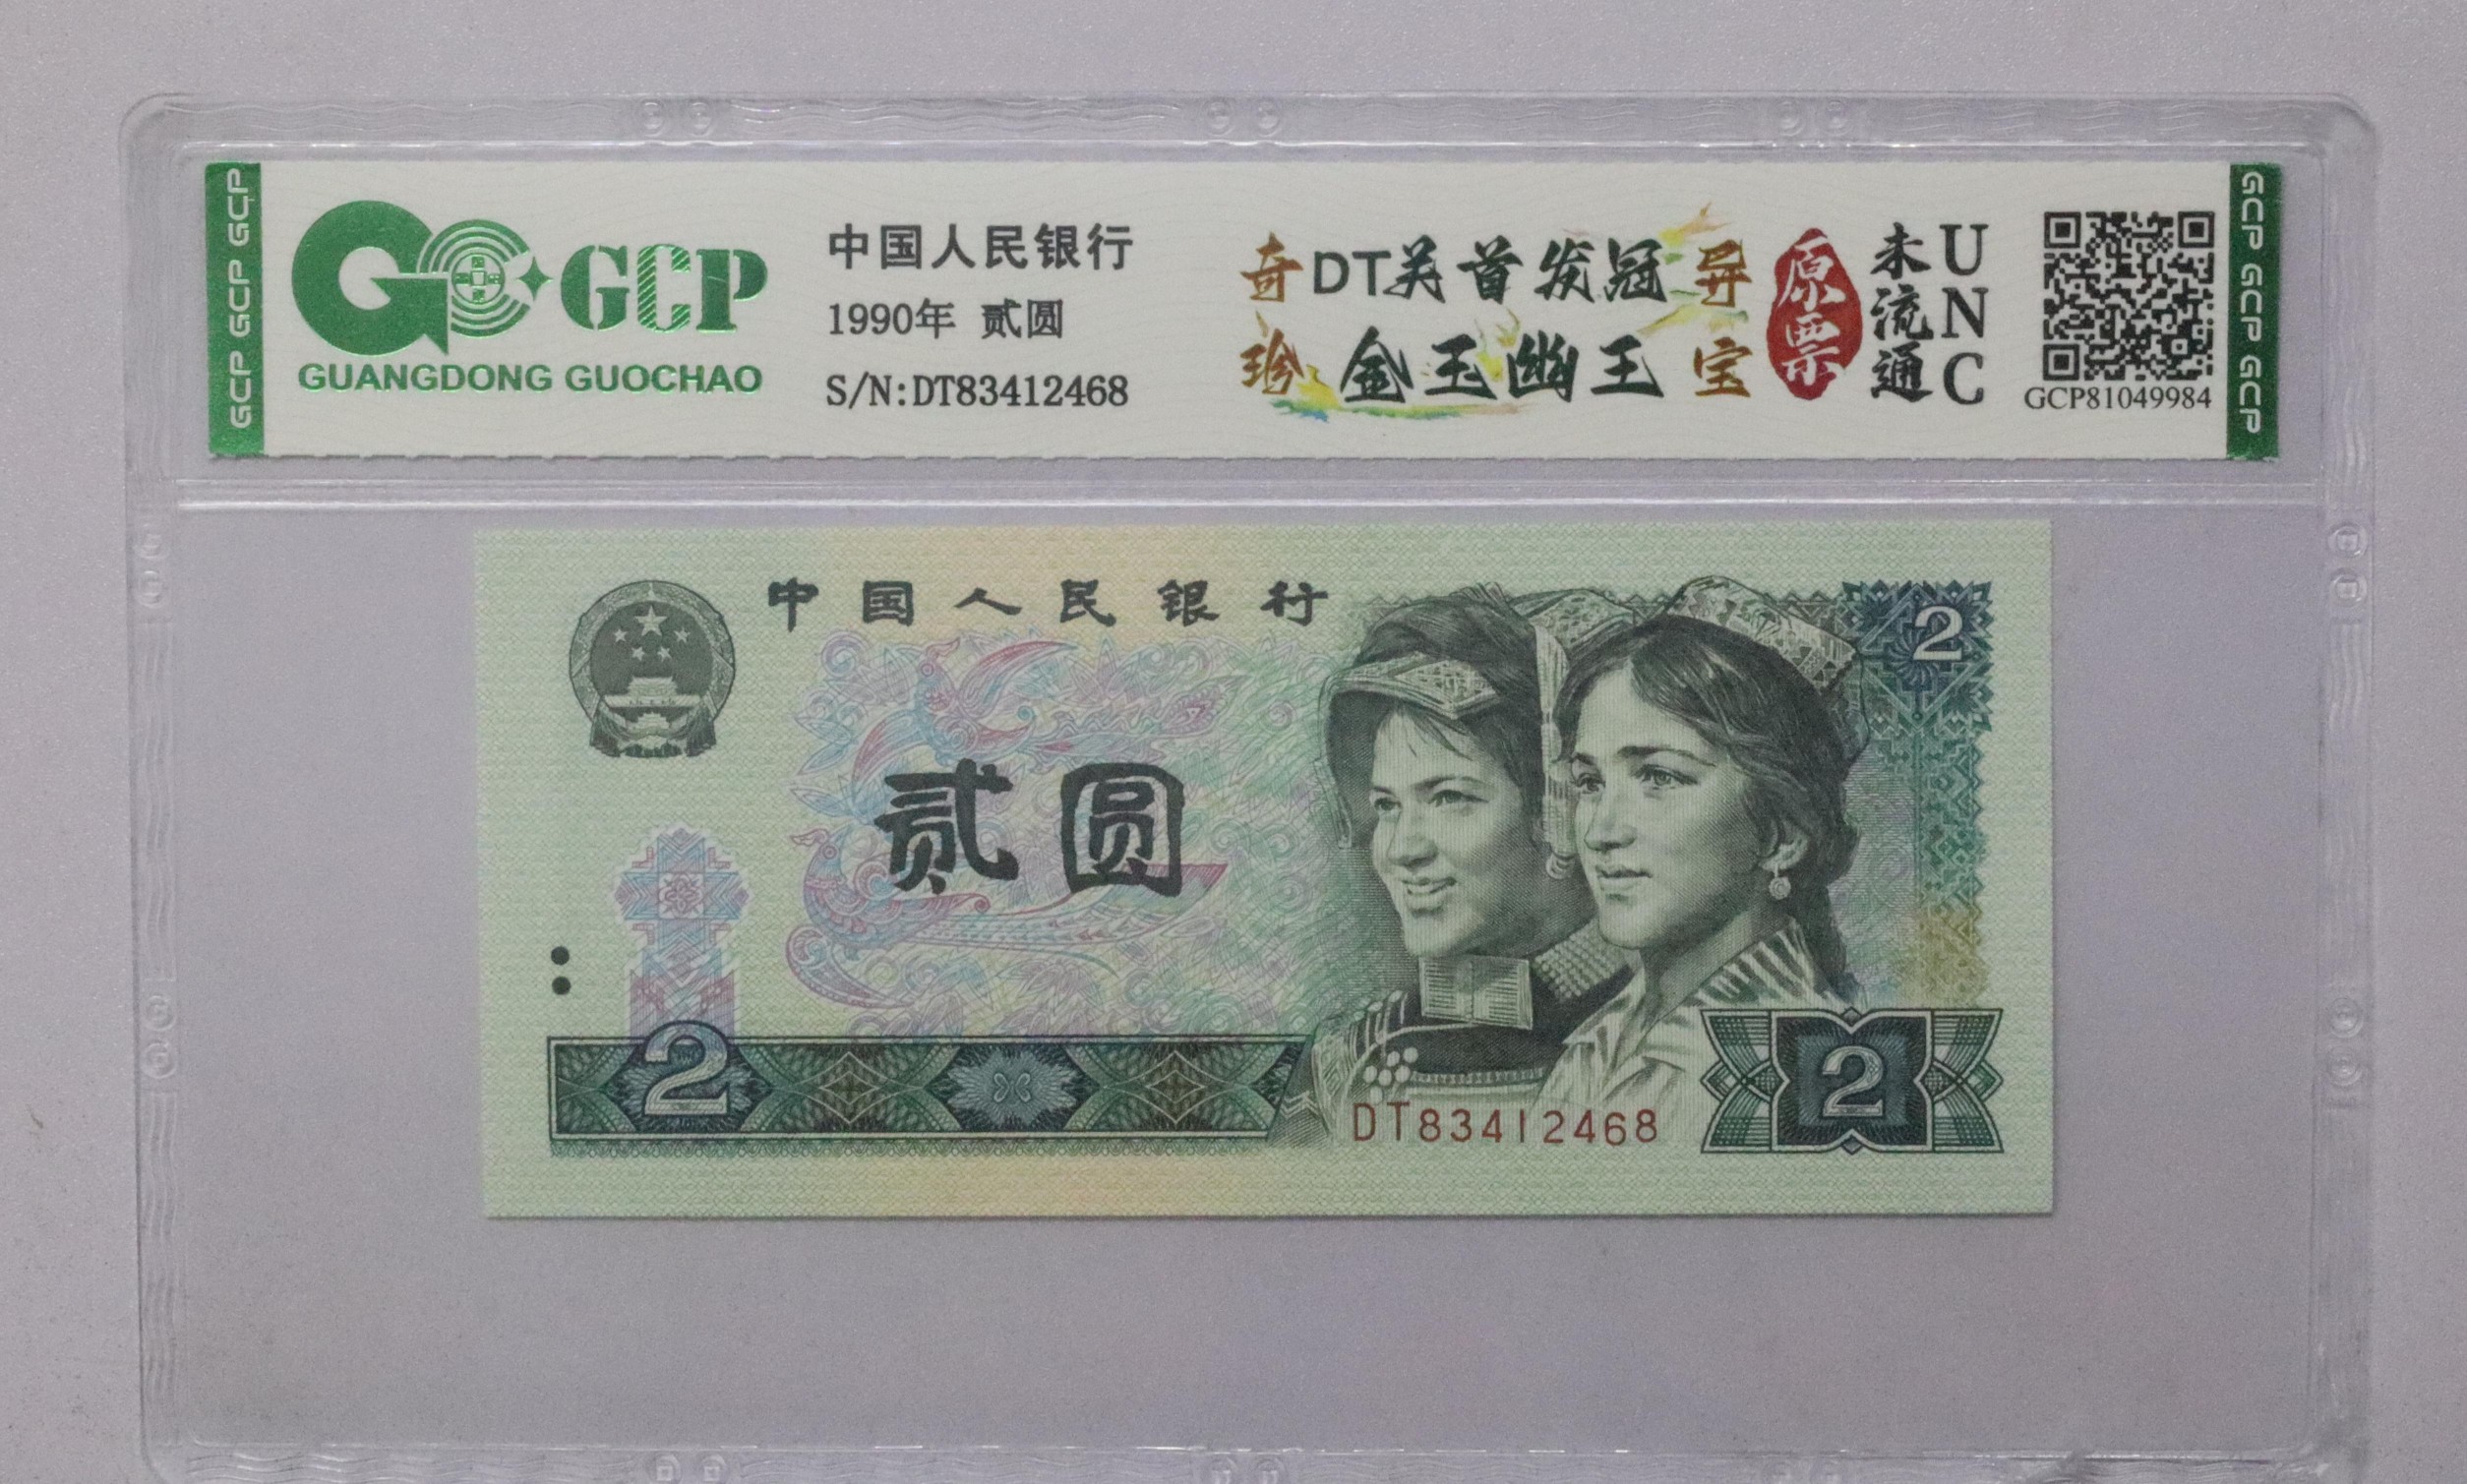 GCP GCP GCP
GCP
GUANGDONG GUOCHAO
中国人民银行
1990年 贰圆
S/N:DT83412468
奇珍
DT关首发冠
金玉幽王
异宝
原票
未流通
UNC
GCP81049984
GCP GCP GCP
中国人民银行
2
贰圆
2
DT83412468
2